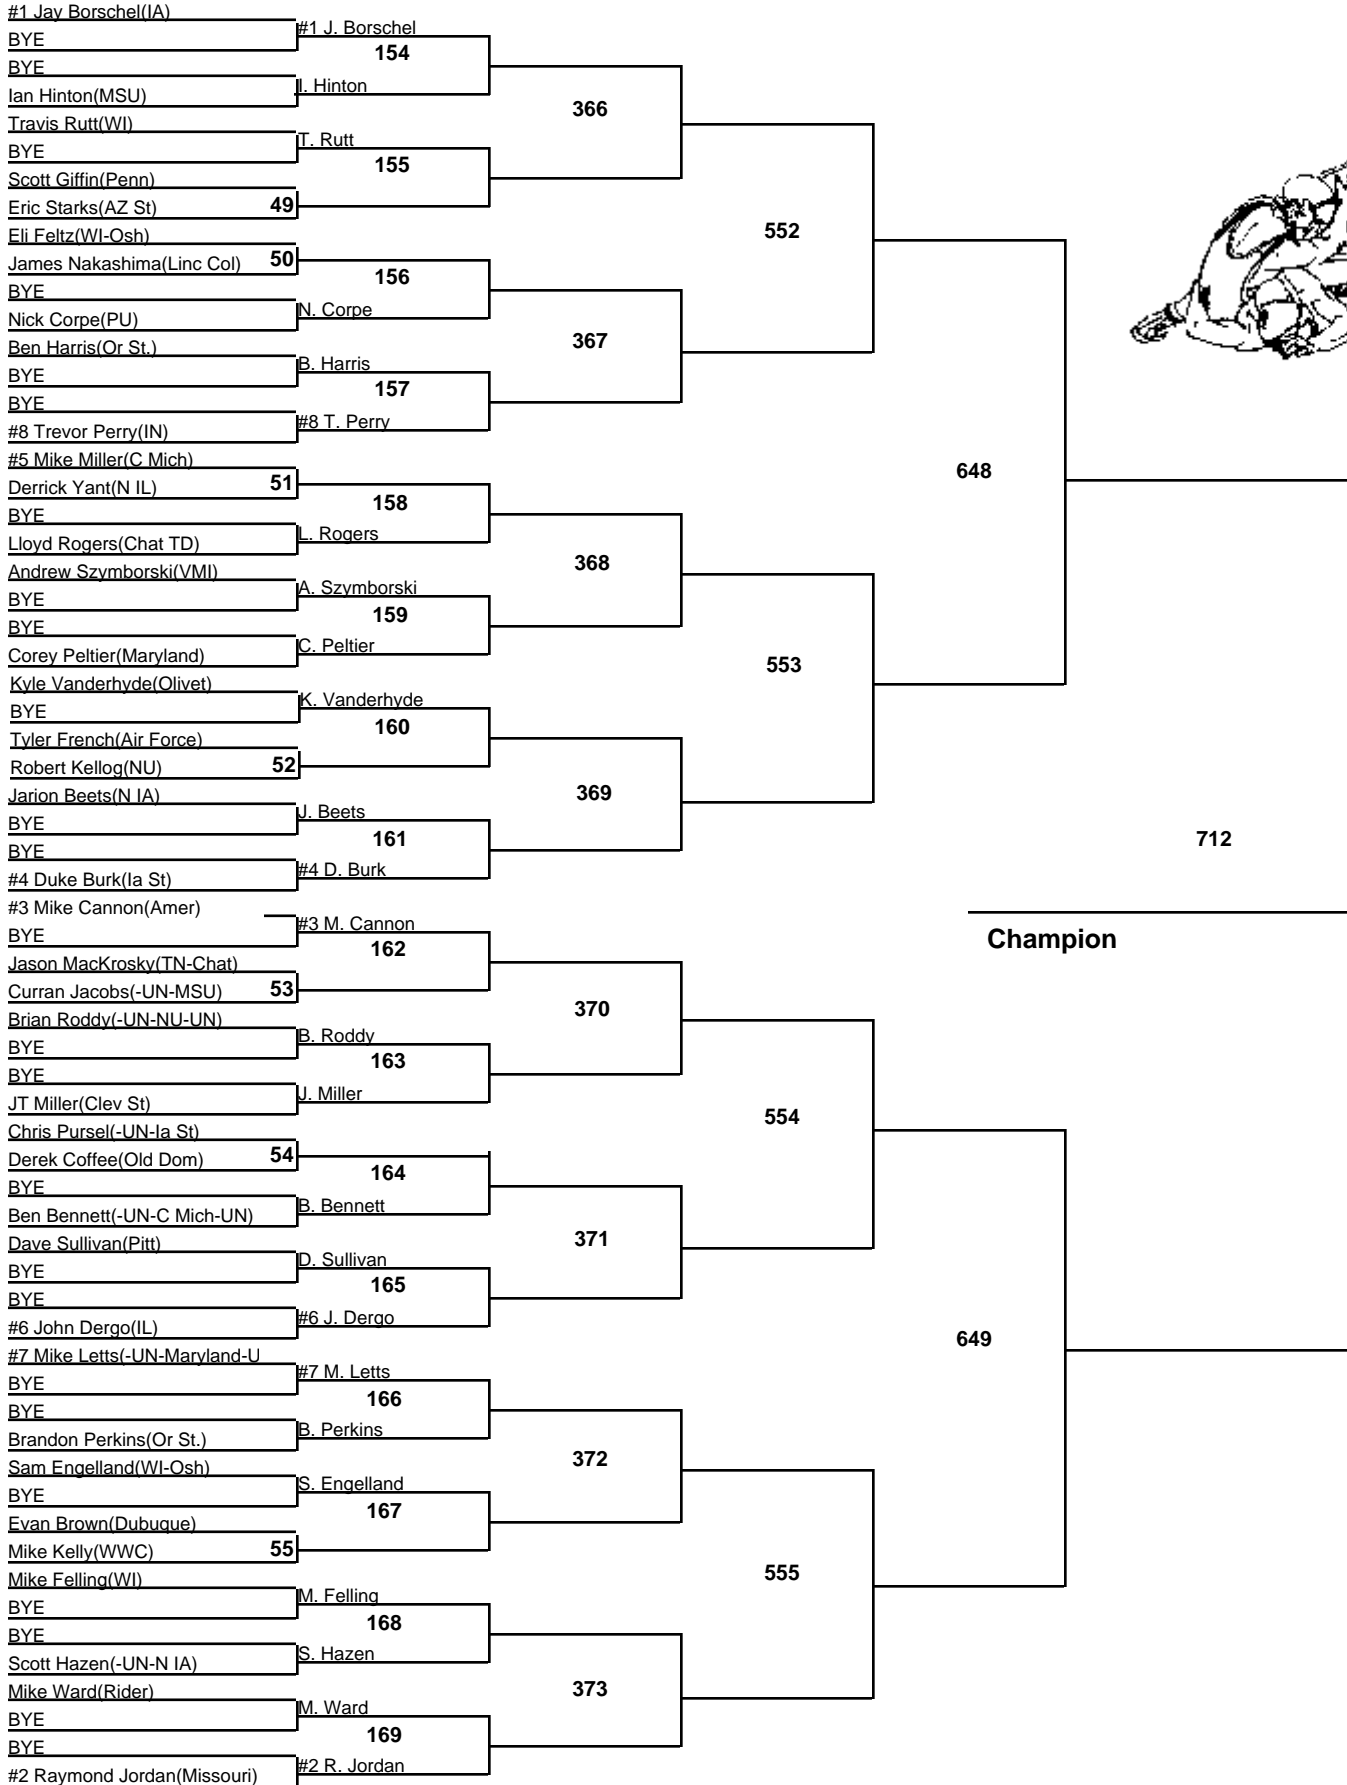 #1 Jay Borschel(IA)
#1 J. Borschel
BYE
154
BYE
I. Hinton
Ian Hinton(MSU)
366
Travis Rutt(WI)
T. Rutt
BYE
155
Scott Giffin(Penn)
Eric Starks(AZ St) 49
552
Eli Feltz(WI-Osh)
James Nakashima(Linc Col) 50
156
BYE
N. Corpe
Nick Corpe(PU)
367
Ben Harris(Or St.)
B. Harris
BYE
157
BYE
#8 T. Perry
#8 Trevor Perry(IN)
648
#5 Mike Miller(C Mich)
Derrick Yant(N IL) 51
158
BYE
L. Rogers
Lloyd Rogers(Chat TD)
368
Andrew Szymborski(VMI)
A. Szymborski
BYE
159
BYE
C. Peltier
Corey Peltier(Maryland)
553
Kyle Vanderhyde(Olivet)
K. Vanderhyde
BYE
160
Tyler French(Air Force)
Robert Kellog(NU) 52
369
Jarion Beets(N IA)
J. Beets
BYE
161
712
BYE
#4 D. Burk
#4 Duke Burk(Ia St)
#3 Mike Cannon(Amer)
#3 M. Cannon
BYE
Champion
162
Jason MacKrosky(TN-Chat)
Curran Jacobs(-UN-MSU) 53
370
Brian Roddy(-UN-NU-UN)
B. Roddy
BYE
163
BYE
J. Miller
JT Miller(Clev St)
554
Chris Pursel(-UN-Ia St)
Derek Coffee(Old Dom) 54
164
BYE
B. Bennett
Ben Bennett(-UN-C Mich-UN)
371
Dave Sullivan(Pitt)
D. Sullivan
BYE
165
BYE
#6 J. Dergo
#6 John Dergo(IL)
649
#7 Mike Letts(-UN-Maryland-U
#7 M. Letts
BYE
166
BYE
B. Perkins
Brandon Perkins(Or St.)
372
Sam Engelland(WI-Osh)
S. Engelland
BYE
167
Evan Brown(Dubuque)
Mike Kelly(WWC) 55
555
Mike Felling(WI)
M. Felling
BYE
168
BYE
S. Hazen
Scott Hazen(-UN-N IA)
373
Mike Ward(Rider)
M. Ward
BYE
169
BYE
#2 R. Jordan
#2 Raymond Jordan(Missouri)